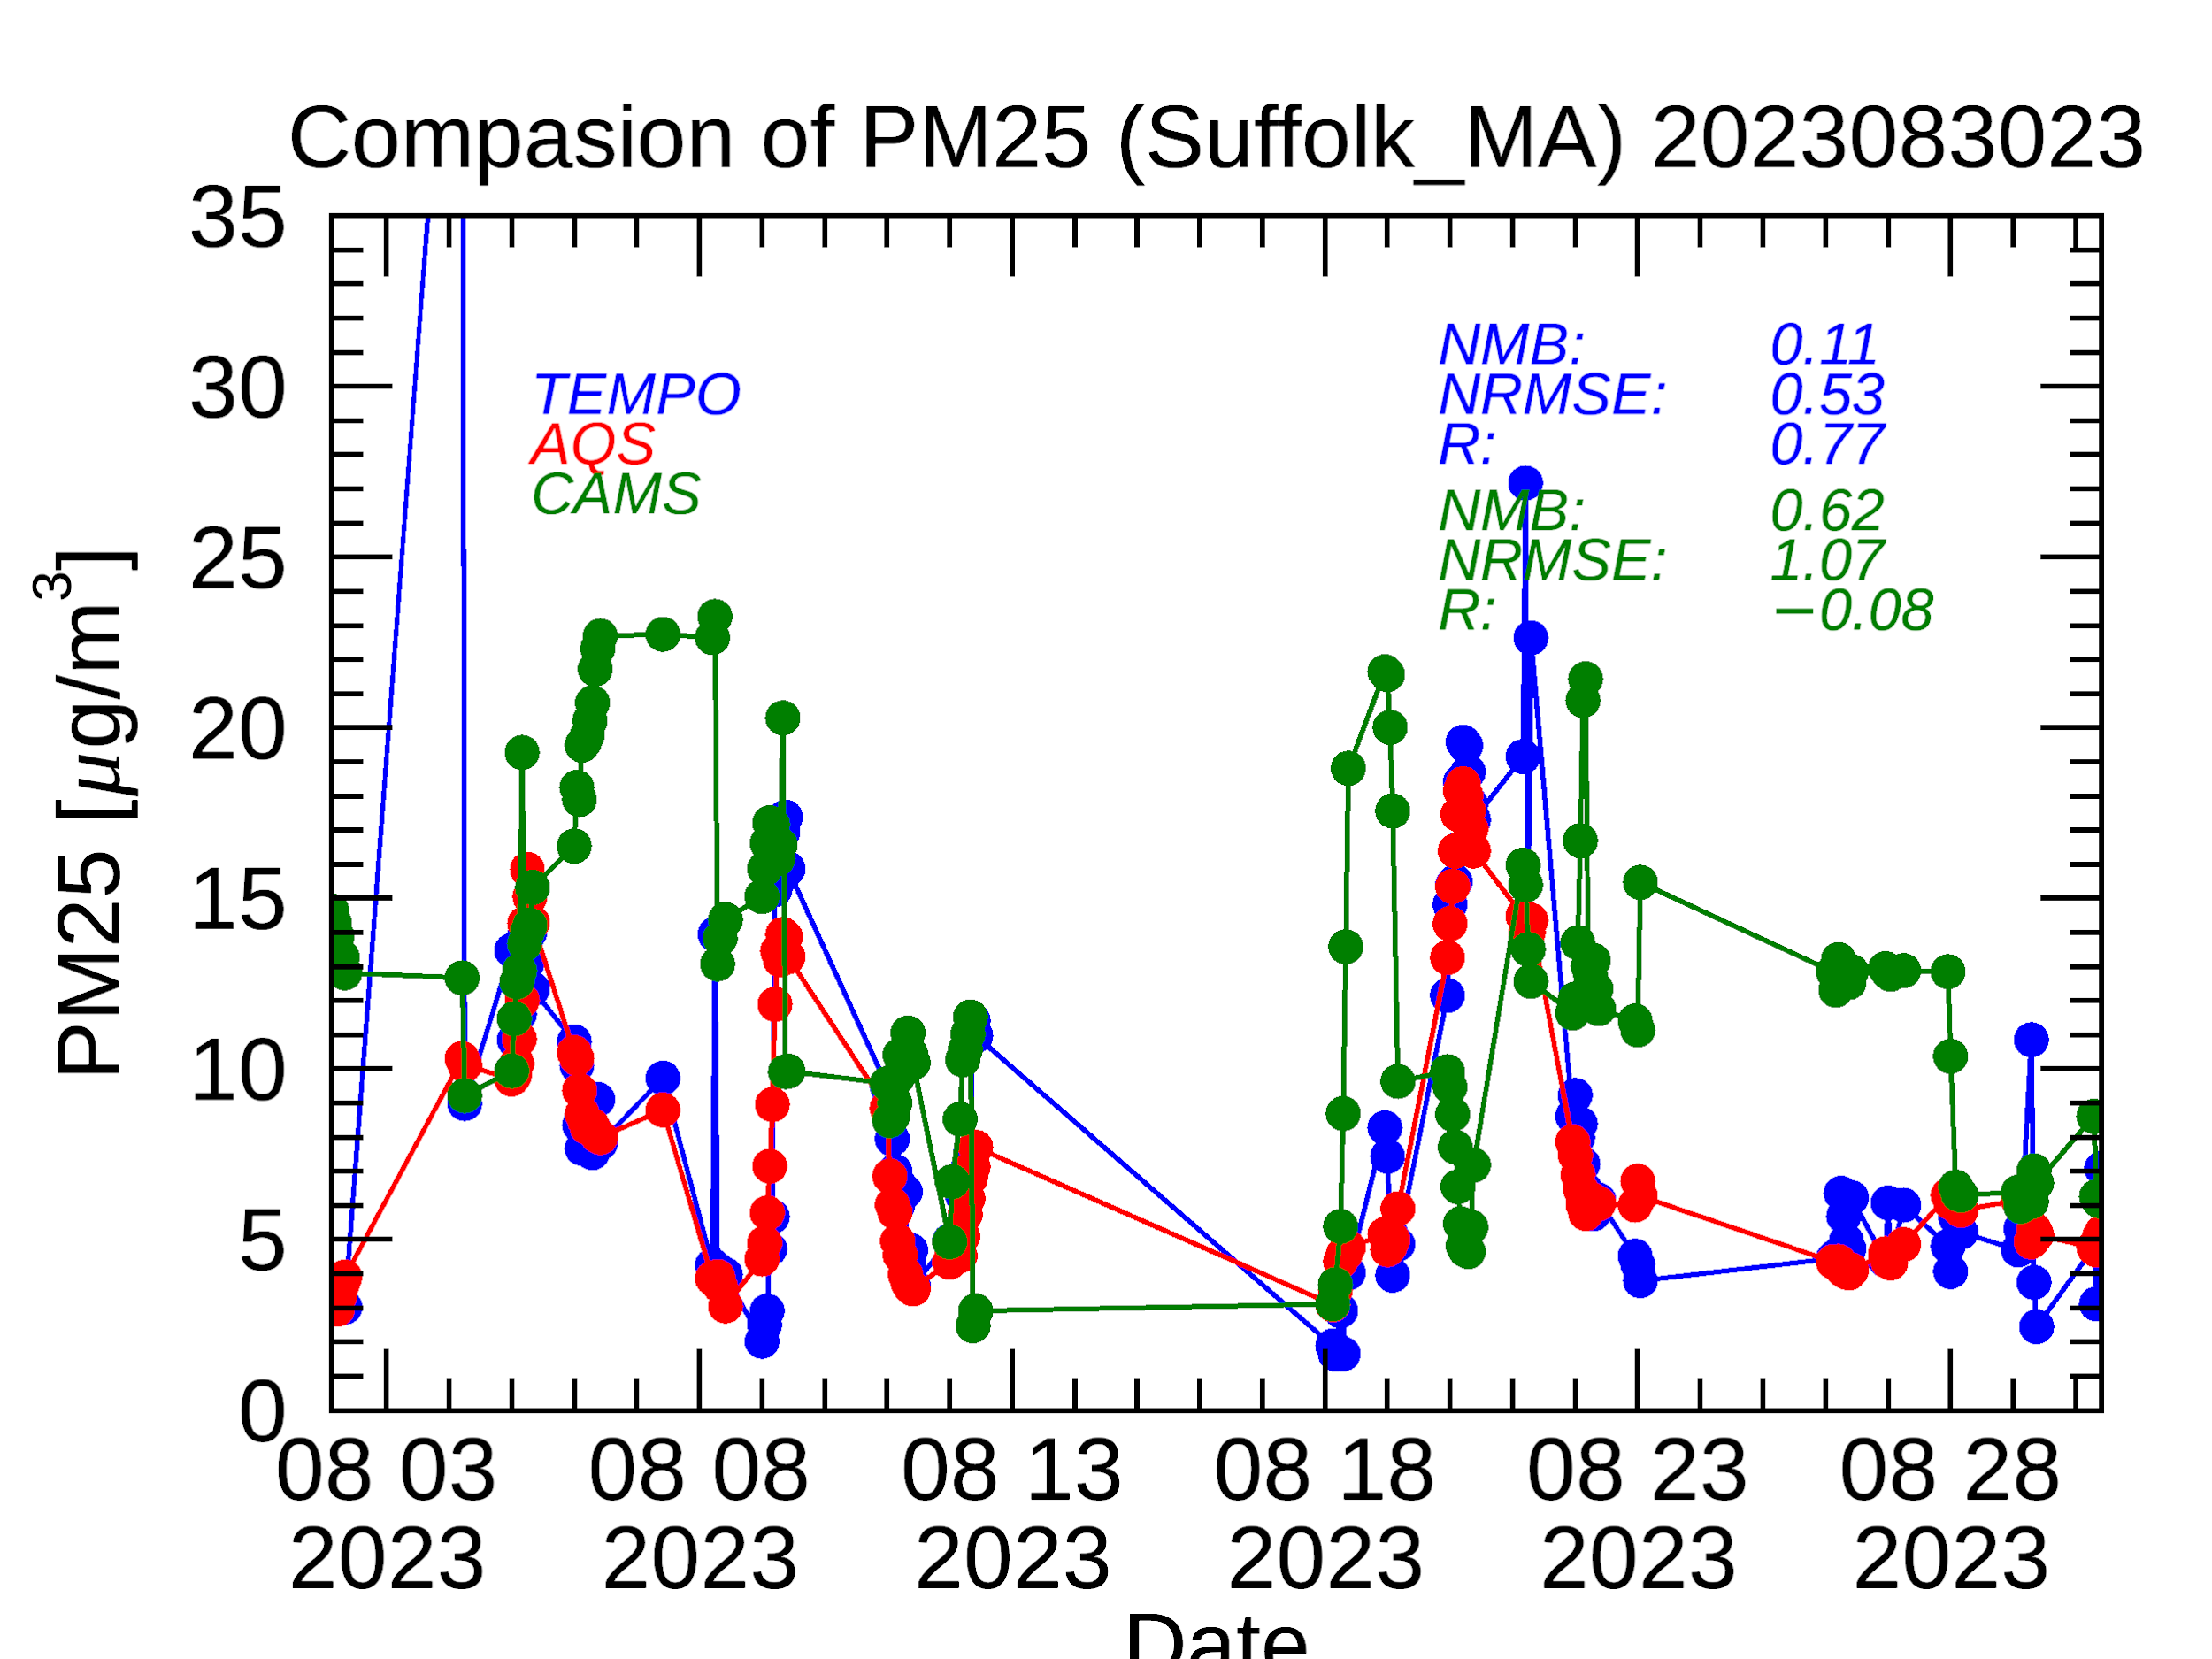 Compasion of PM25 (Suffolk_MA) 2023083023
35
30
25
20
15
10
5
0
PM25 [μg/m³]
TEMPO
AQS
CAMS
NMB: 0.11
NRMSE: 0.53
R: 0.77
NMB: 0.62
NRMSE: 1.07
R: −0.08
08 03 08 08 08 13 08 18 08 23 08 28
2023 2023 2023 2023 2023 2023
Date